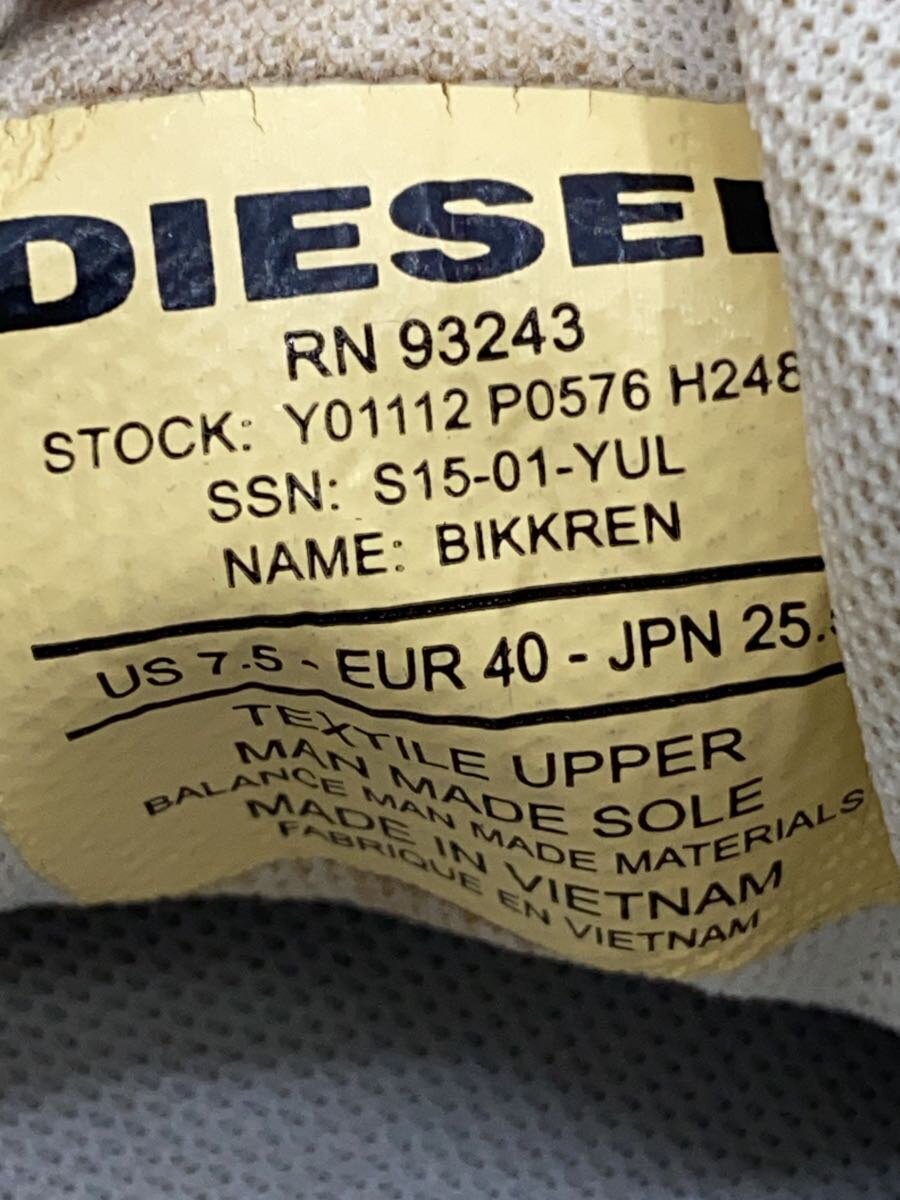 DIESEL
RN 93243
STOCK: Y01112 P0576 H248
SSN: S15-01-YUL
NAME: BIKKREN
US 7.5 - EUR 40 - JPN 25.
TEXTILE UPPER
MAN MADE SOLE
BALANCE MAN MADE MATERIALS
MADE IN VIETNAM
FABRIQUE EN VIETNAM